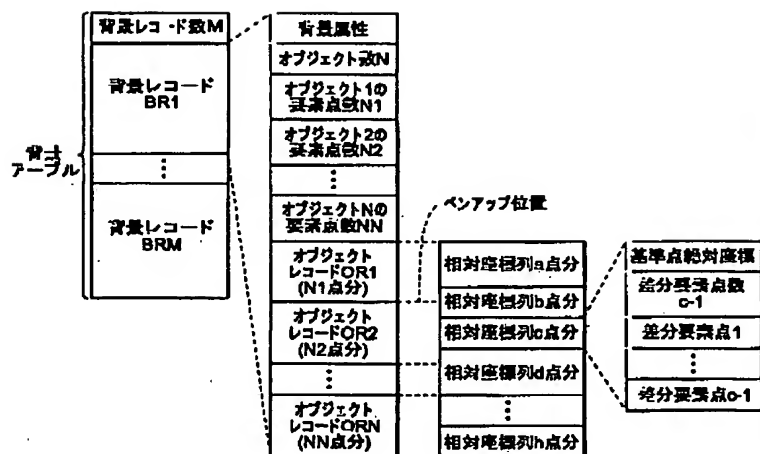 背景レコード数M
背景レコード
BR1
⋮
背景レコード
BRM
テーブル
背景属性
オブジェクト数N
オブジェクト1の
要素点数N1
オブジェクト2の
要素点数N2
⋮
オブジェクトNの
要素点数NN
オブジェクト
レコードOR1
(N1点分)
オブジェクト
レコードOR2
(N2点分)
⋮
オブジェクト
レコードORN
(NN点分)
ペンアップ位置
相対座標列a点分
相対座標列b点分
相対座標列c点分
相対座標列d点分
⋮
相対座標列h点分
基準点絶対座標
差分要素点数
c-1
差分要素点1
⋮
差分要素点c-1